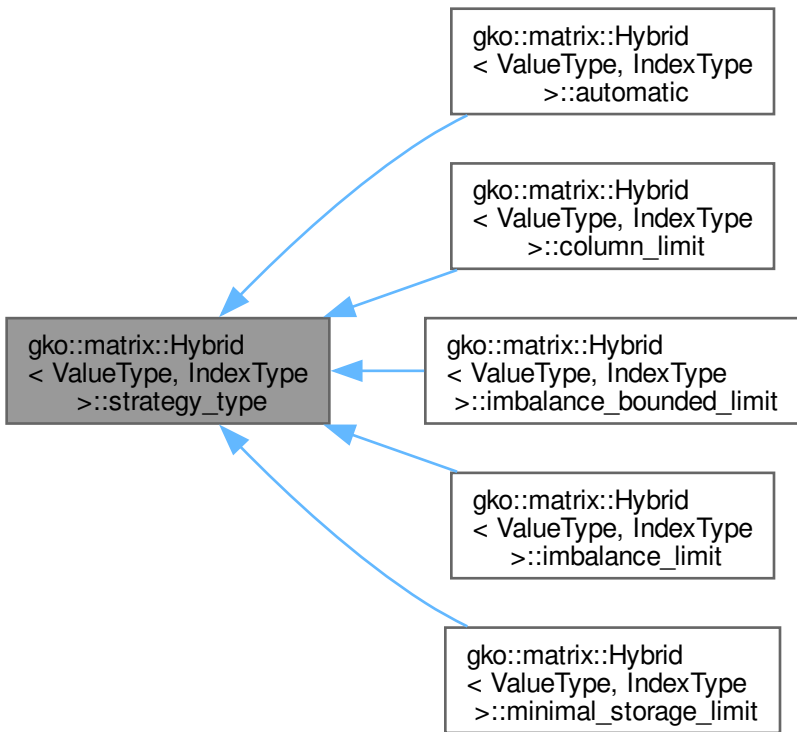 gko::matrix::Hybrid
< ValueType, IndexType
>::automatic
gko::matrix::Hybrid
< ValueType, IndexType
>::column_limit
gko::matrix::Hybrid
< ValueType, IndexType
>::strategy_type
gko::matrix::Hybrid
< ValueType, IndexType
>::imbalance_bounded_limit
gko::matrix::Hybrid
< ValueType, IndexType
>::imbalance_limit
gko::matrix::Hybrid
< ValueType, IndexType
>::minimal_storage_limit